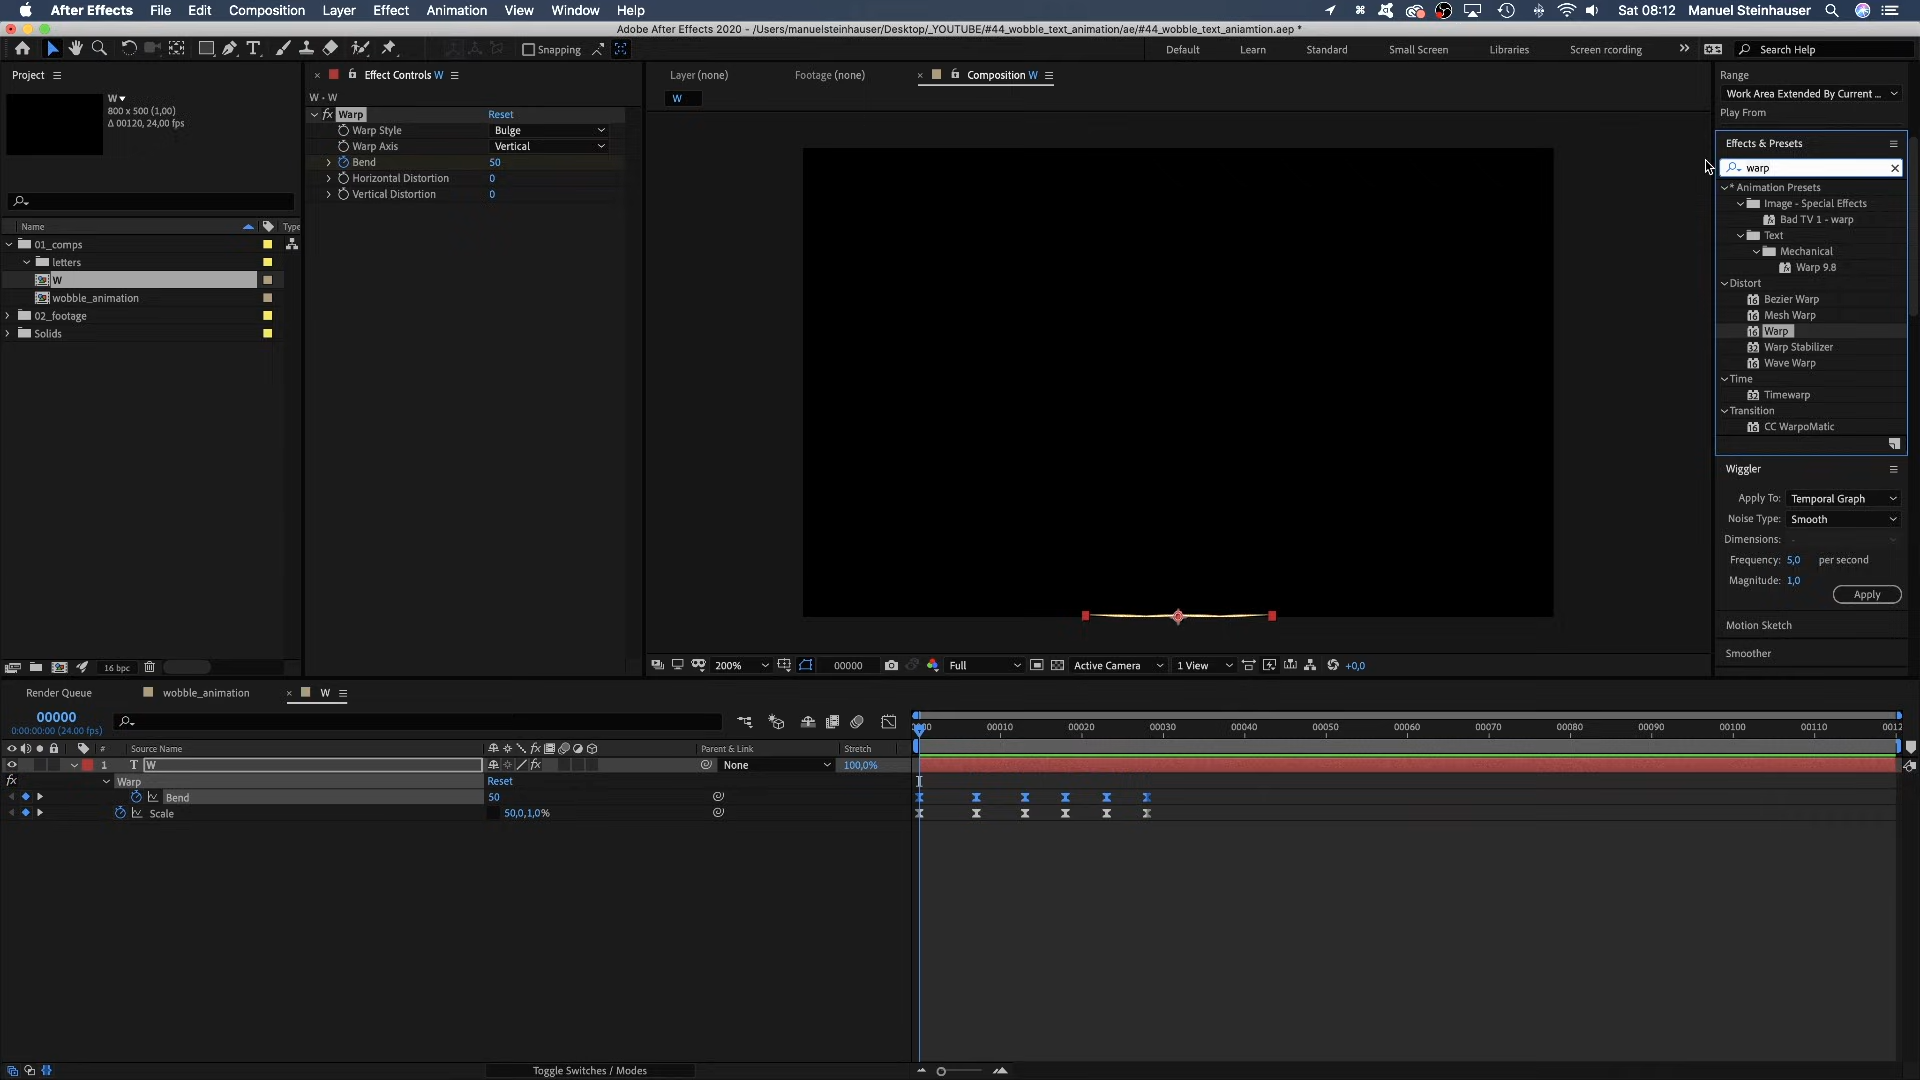 After Effects File Edit Composition Layer Effect Animation View Window Help Sat 08:12 Manuel Steinhauser
Adobe After Effects 2020 - /Users/manuelsteinhauser/Desktop/_YOUTUBE/#44_wobble_text_animation/ae/#44_wobble_text_aniamtion.aep *
Snapping Default Learn Standard Small Screen Libraries Screen rcording Search Help
Project Effect Controls W Layer (none) Footage (none) Composition W Range
W - W W Work Area Extended By Current ...
W
800 x 500 (1,00)
Δ 00120, 24,00 fps
Play From
fx Warp Reset
Warp Style Bulge
Warp Axis Vertical
Bend 50
Horizontal Distortion 0
Vertical Distortion 0
Effects & Presets
warp
* Animation Presets
Image - Special Effects
Bad TV 1 - warp
Text
Mechanical
Warp 9.8
Distort
Bezier Warp
Mesh Warp
Warp
Warp Stabilizer
Wave Warp
Time
Timewarp
Transition
CC WarpoMatic
Name Type
01_comps
letters
W
wobble_animation
02_footage
Solids
Wiggler
Apply To: Temporal Graph
Noise Type: Smooth
Dimensions: -
Frequency: 5,0 per second
Magnitude: 1,0
Apply
Motion Sketch
Smoother
16 bpc 200% 00000 Full Active Camera 1 View +0,0
Render Queue wobble_animation W
00000
0:00:00:00 (24.00 fps)
00010 00020 00030 00040 00050 00060 00070 00080 00090 00100 00110 0012
# Source Name fx Parent & Link Stretch
1 T W fx None 100,0%
fx Warp Reset
Bend 50
Scale 50,0,1,0%
Toggle Switches / Modes